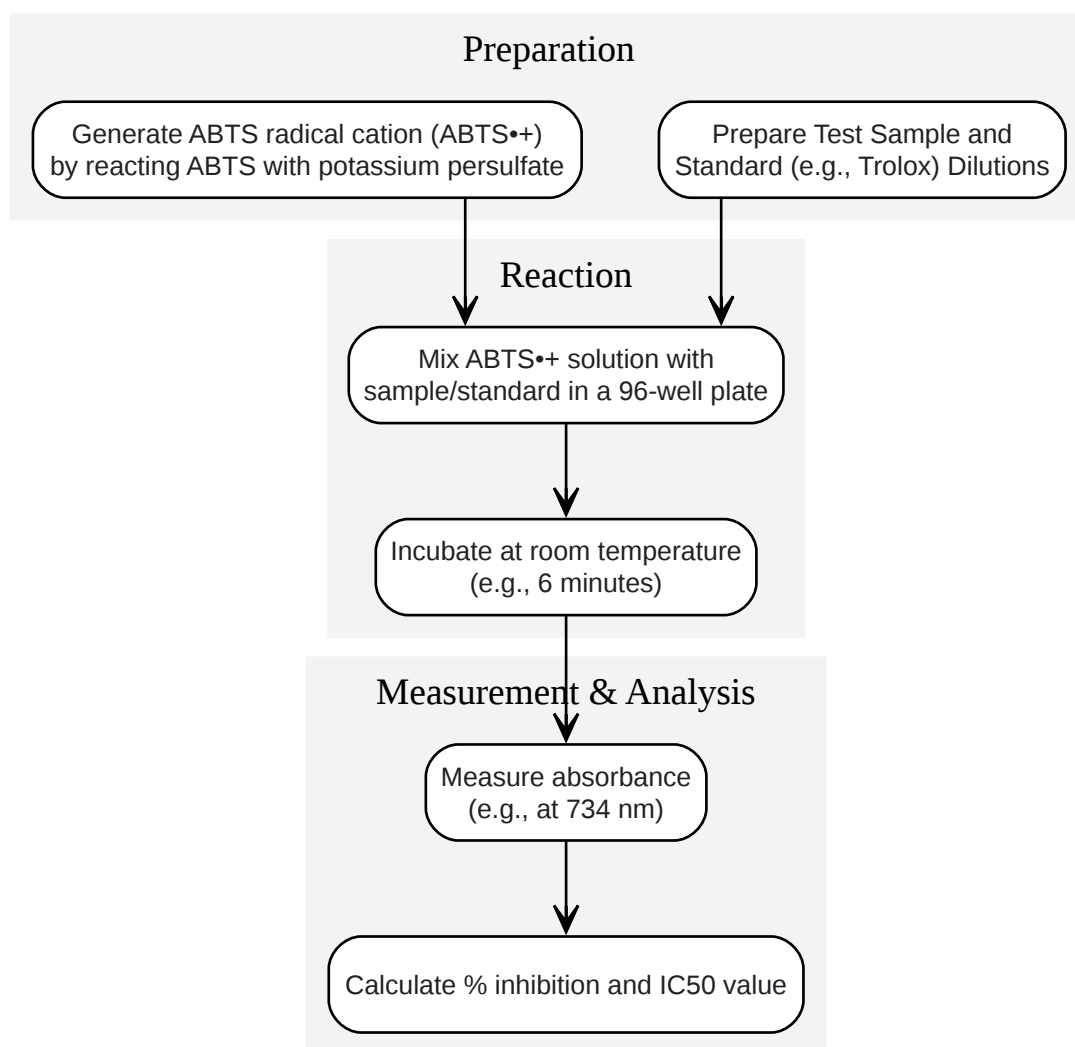 Preparation
Generate ABTS radical cation (ABTS•+)
by reacting ABTS with potassium persulfate
Prepare Test Sample and
Standard (e.g., Trolox) Dilutions
Reaction
Mix ABTS•+ solution with
sample/standard in a 96-well plate
Incubate at room temperature
(e.g., 6 minutes)
Measurement & Analysis
Measure absorbance
(e.g., at 734 nm)
Calculate % inhibition and IC50 value